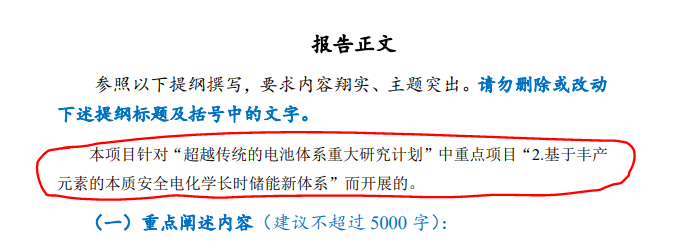 报告正文
参照以下提纲撰写，要求内容翔实、主题突出。请勿删除或改动
下述提纲标题及括号中的文字。
本项目针对“超越传统的电池体系重大研究计划”中重点项目“2.基于丰产
元素的本质安全电化学长时储能新体系”而开展的。
（一）重点阐述内容（建议不超过 5000 字）：